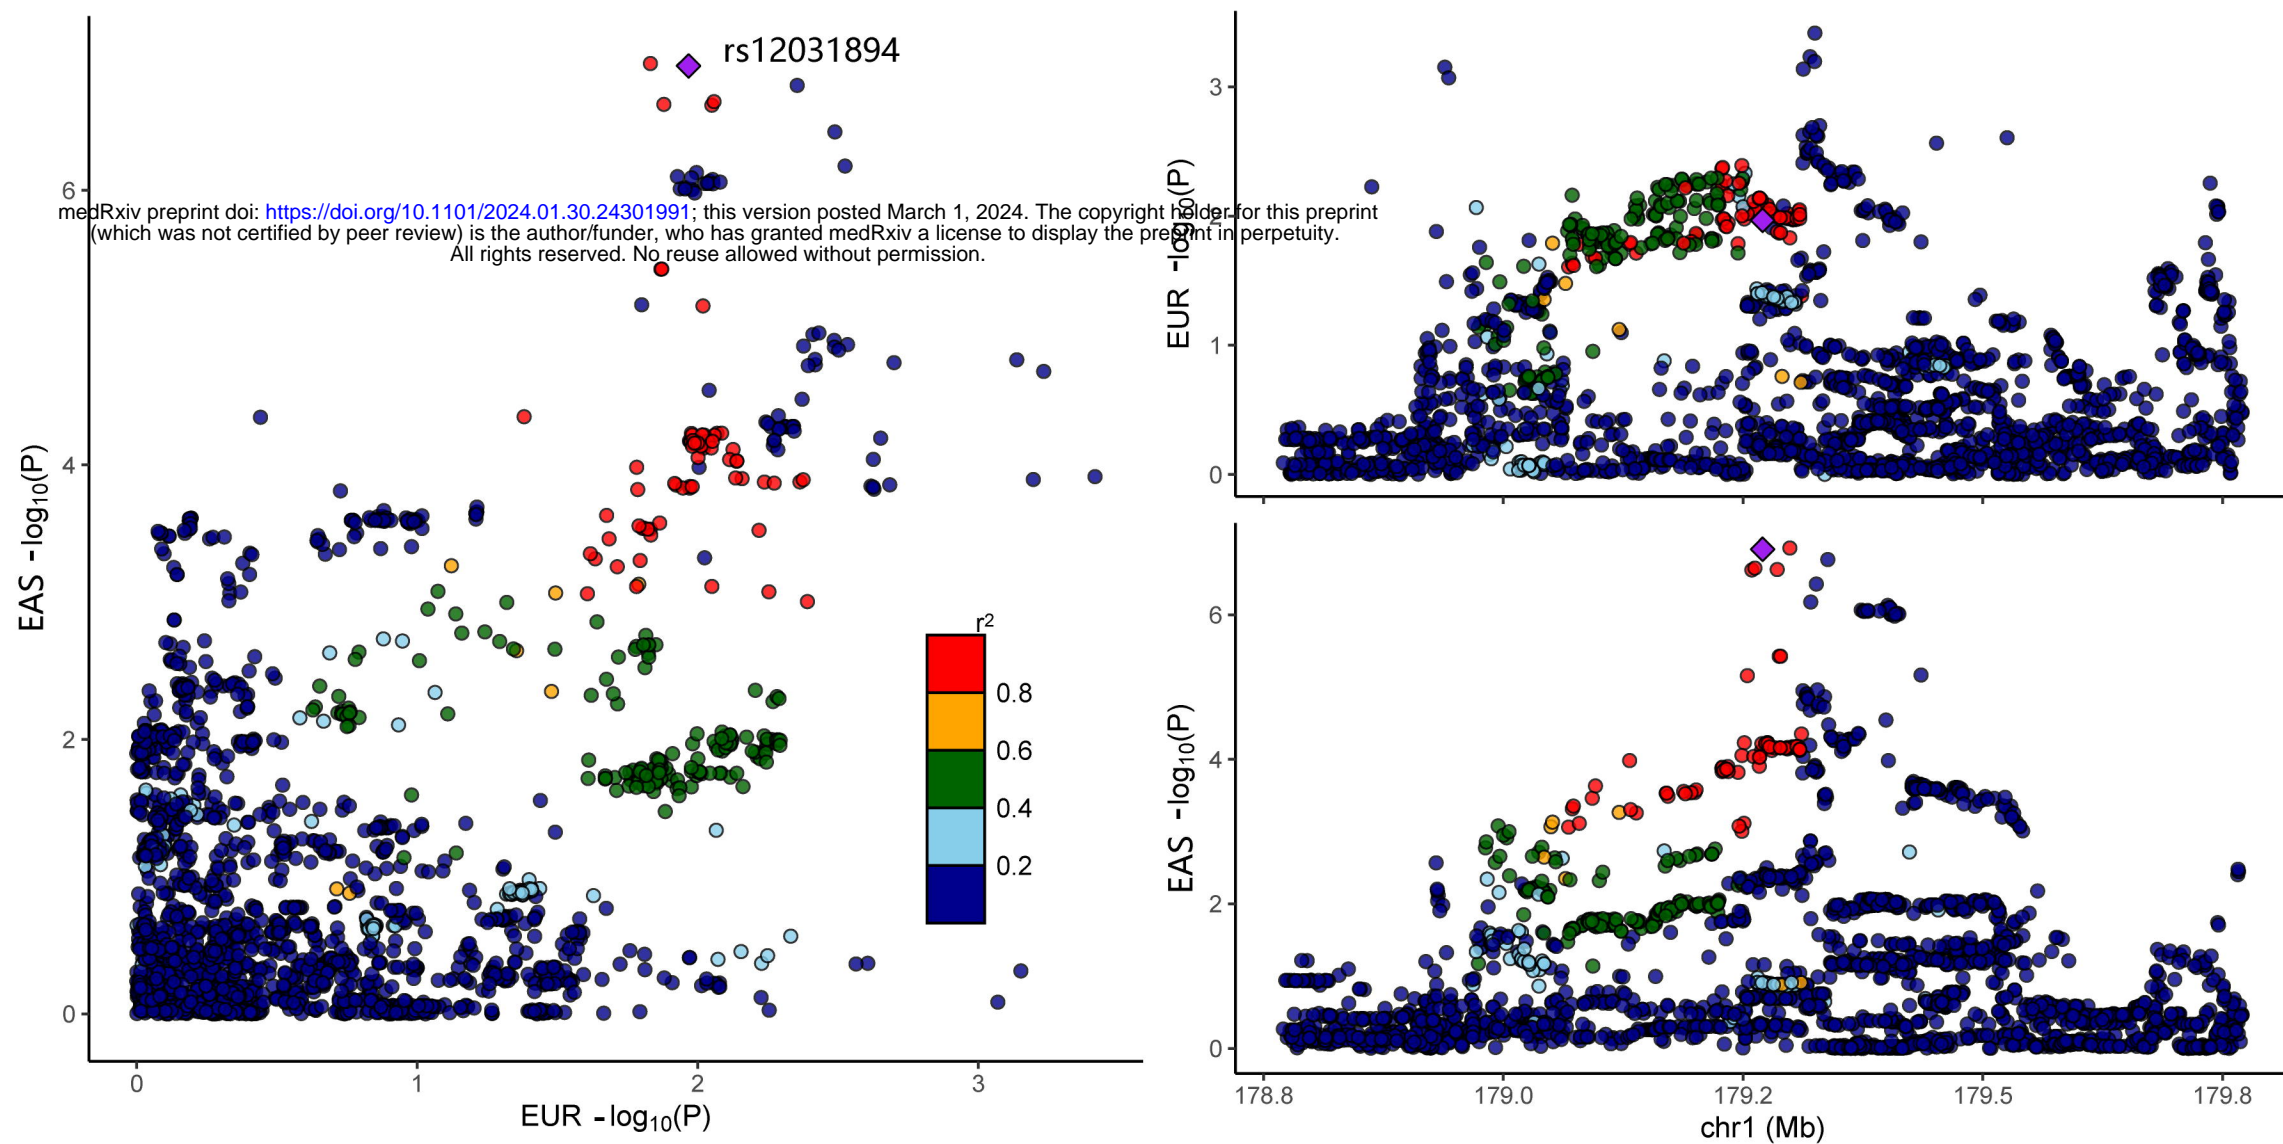 rs12031894
medRxiv preprint doi: https://doi.org/10.1101/2024.01.30.24301991; this version posted March 1, 2024. The copyright holder for this preprint
(which was not certified by peer review) is the author/funder, who has granted medRxiv a license to display the preprint in perpetuity.
All rights reserved. No reuse allowed without permission.
EAS -log10(P)
6
4
2
0
0 1 2 3
EUR -log10(P)
r2
0.8
0.6
0.4
0.2
EUR -log10(P)
3
2
1
0
EAS -log10(P)
6
4
2
0
178.8 179.0 179.2 179.5 179.8
chr1 (Mb)